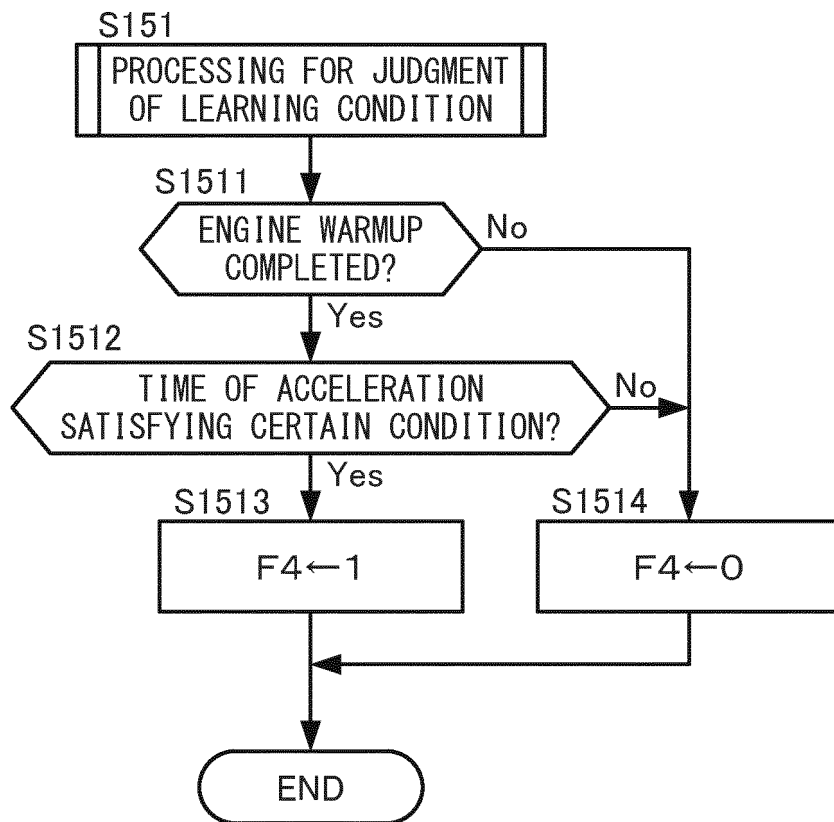 S151
PROCESSING FOR JUDGMENT
OF LEARNING CONDITION
S1511
ENGINE WARMUP
COMPLETED?
No
Yes
S1512
TIME OF ACCELERATION
SATISFYING CERTAIN CONDITION?
No
Yes
S1513
F4←1
S1514
F4←0
END